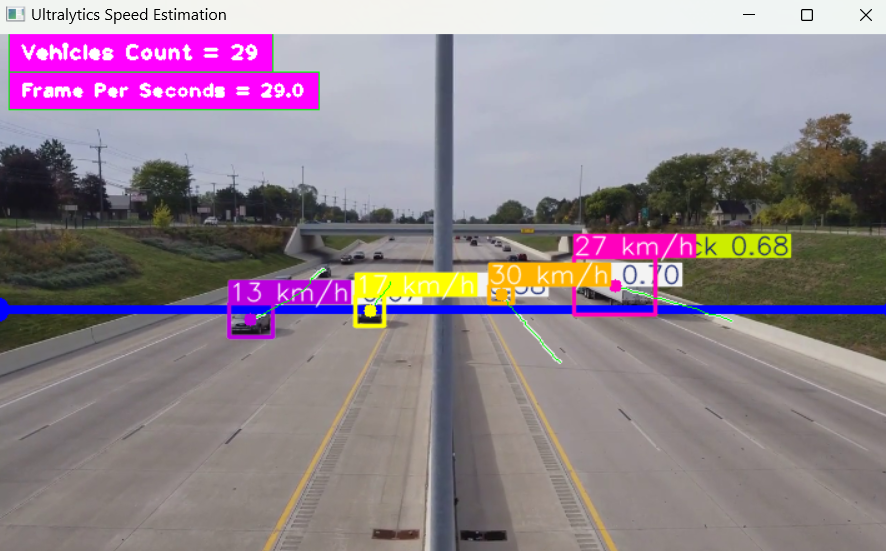 Ultralytics Speed Estimation
Vehicles Count = 29
Frame Per Seconds = 29.0
27 km/h ck 0.68
30 km/h 0.70
13 km/h 17 km/h